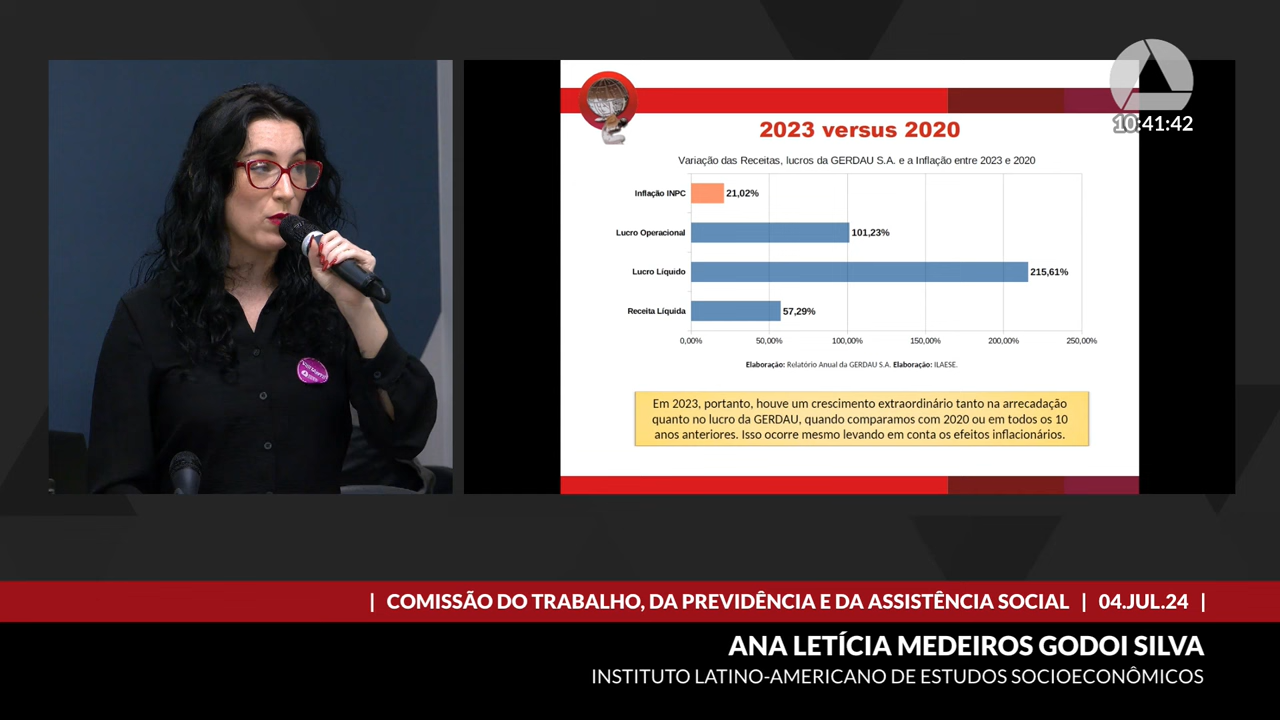 10:41:42
2023 versus 2020
Variação das Receitas, lucros da GERDAU S.A. e a Inflação entre 2023 e 2020
Inflação INPC 21,02%
Lucro Operacional 101,23%
Lucro Líquido 215,61%
Receita Líquida 57,29%
0,00% 50,00% 100,00% 150,00% 200,00% 250,00%
Elaboração: Relatório Anual da GERDAU S.A. Elaboração: ILAESE.
Em 2023, portanto, houve um crescimento extraordinário tanto na arrecadação
quanto no lucro da GERDAU, quando comparamos com 2020 ou em todos os 10
anos anteriores. Isso ocorre mesmo levando em conta os efeitos inflacionários.
| COMISSÃO DO TRABALHO, DA PREVIDÊNCIA E DA ASSISTÊNCIA SOCIAL | 04.JUL.24 |
ANA LETÍCIA MEDEIROS GODOI SILVA
INSTITUTO LATINO-AMERICANO DE ESTUDOS SOCIOECONÔMICOS